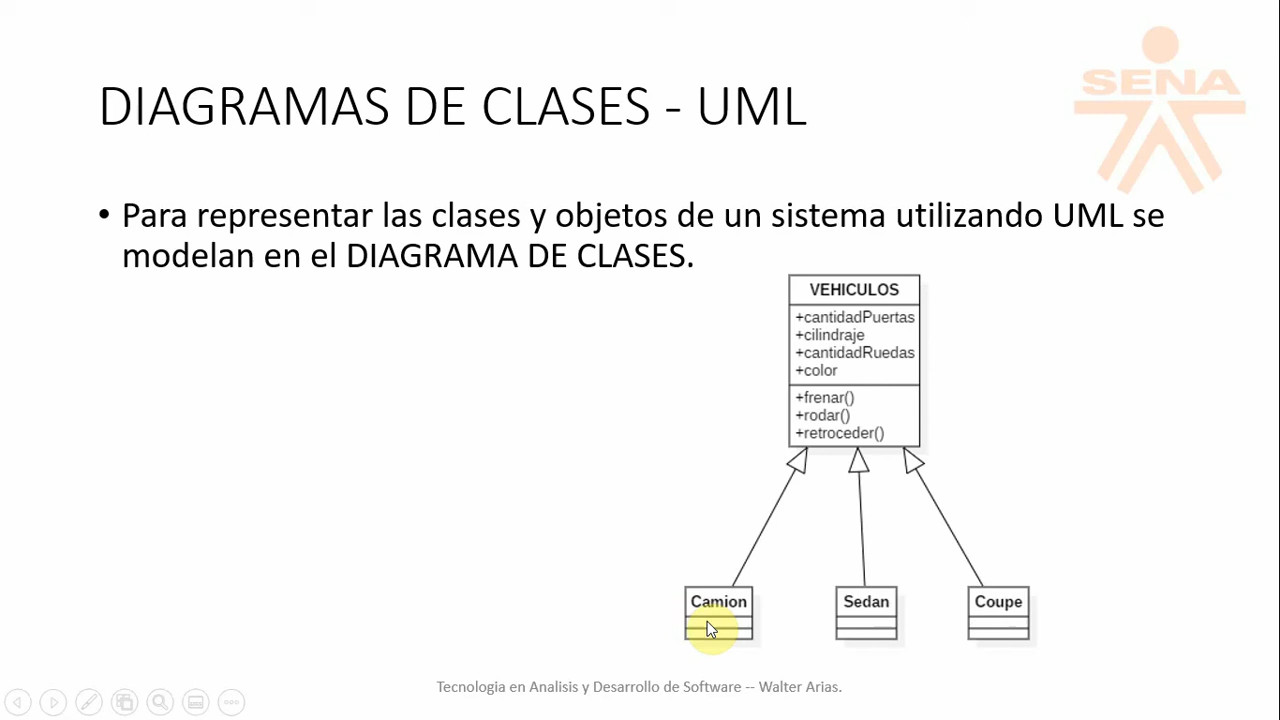 SENA
DIAGRAMAS DE CLASES - UML
• Para representar las clases y objetos de un sistema utilizando UML se
modelan en el DIAGRAMA DE CLASES.
VEHICULOS
+cantidadPuertas
+cilindraje
+cantidadRuedas
+color
+frenar()
+rodar()
+retroceder()
Camion
Sedan
Coupe
Tecnologia en Analisis y Desarrollo de Software -- Walter Arias.